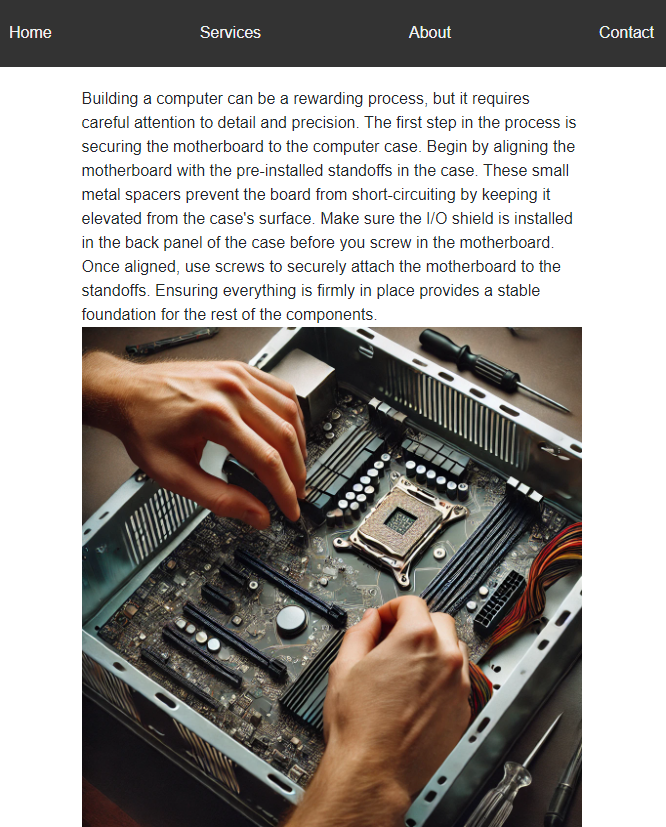 Home Services About Contact
Building a computer can be a rewarding process, but it requires
careful attention to detail and precision. The first step in the process is
securing the motherboard to the computer case. Begin by aligning the
motherboard with the pre-installed standoffs in the case. These small
metal spacers prevent the board from short-circuiting by keeping it
elevated from the case's surface. Make sure the I/O shield is installed
in the back panel of the case before you screw in the motherboard.
Once aligned, use screws to securely attach the motherboard to the
standoffs. Ensuring everything is firmly in place provides a stable
foundation for the rest of the components.